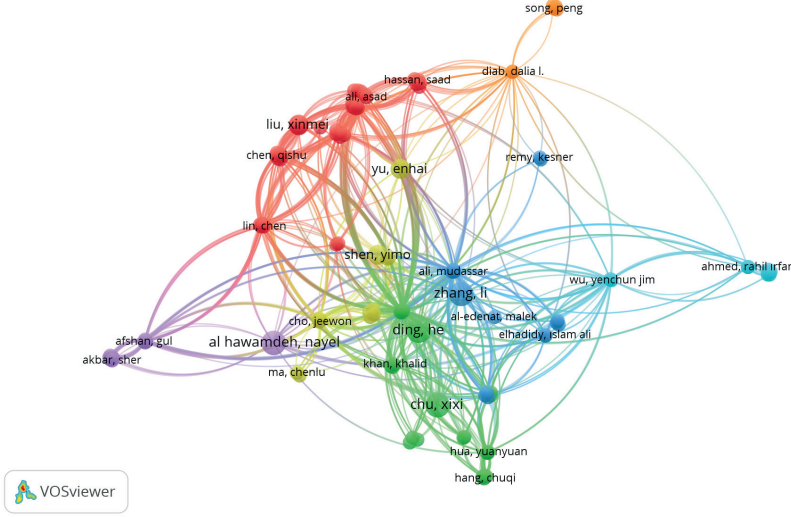 song, peng
diab, dalia l.
hassan, saad
ali, asad
liu, xinmei
chen, qishu
remy, kesner
yu, enhai
lin, chen
shen, yimo
ali, mudassar
ahmed, rahil irfan
wu, yenchun jim
zhang, li
al-edenat, malek
cho, jeewon
ding, he
elhadidy, islam ali
afshan, gul
al hawamdeh, nayel
akbar, sher
khan, khalid
ma, chenlu
chu, xixi
hua, yuanyuan
hang, chuqi
VOSviewer